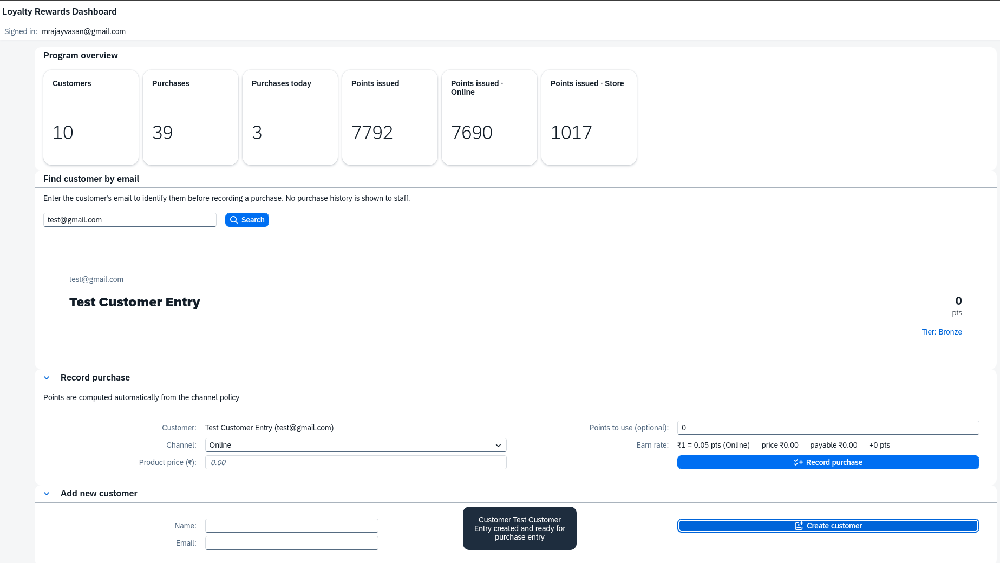 Loyalty Rewards Dashboard
Signed in: mrajayvasan@gmail.com
Program overview
Customers
10
Purchases
39
Purchases today
3
Points issued
7792
Points issued ·
Online
7690
Points issued · Store
1017
Find customer by email
Enter the customer's email to identify them before recording a purchase. No purchase history is shown to staff.
test@gmail.com
Search
test@gmail.com
Test Customer Entry
0
pts
Tier: Bronze
Record purchase
Points are computed automatically from the channel policy
Customer: Test Customer Entry (test@gmail.com)
Channel: Online
Product price (₹): 0.00
Points to use (optional): 0
Earn rate: ₹1 = 0.05 pts (Online) — price ₹0.00 — payable ₹0.00 — +0 pts
Record purchase
Add new customer
Name:
Email:
Customer Test Customer
Entry created and ready for
purchase entry
Create customer